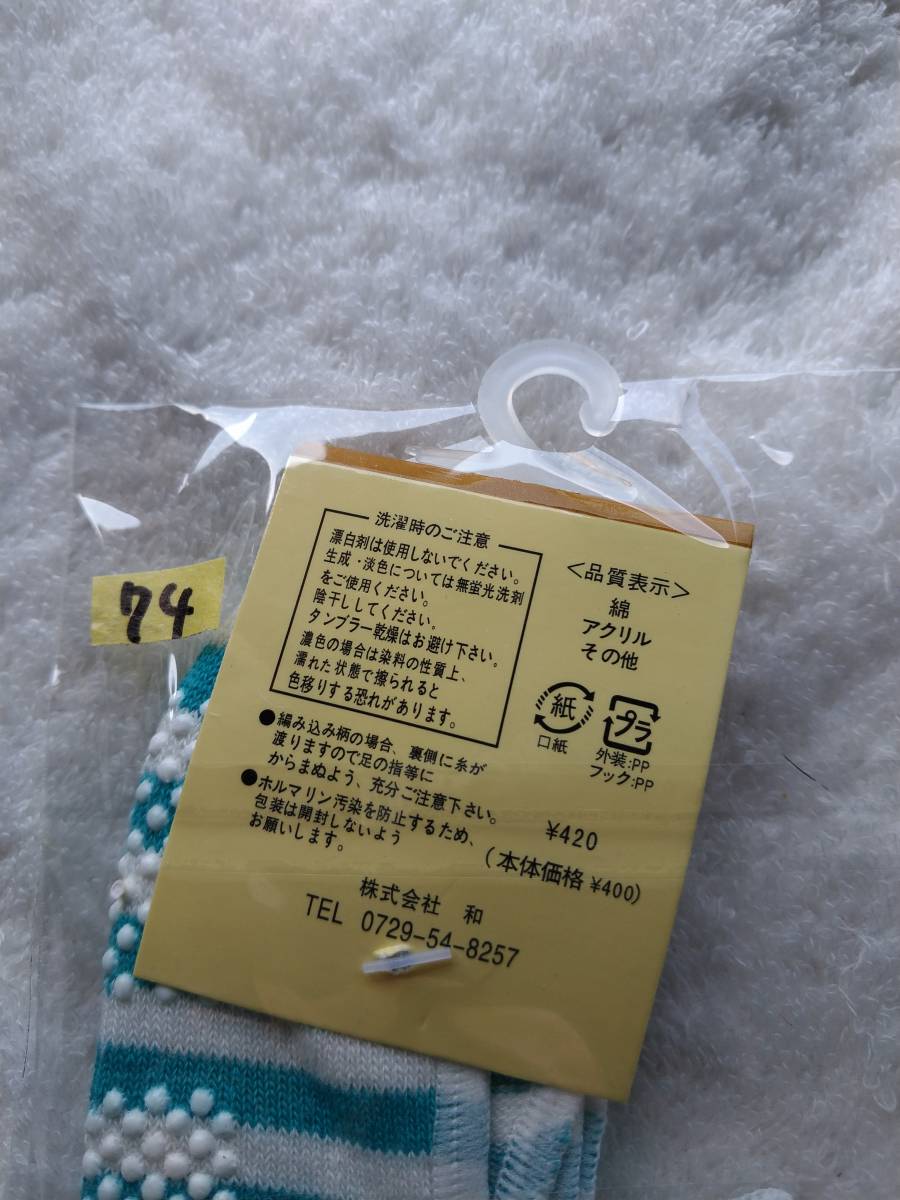 74
洗濯時のご注意
漂白剤は使用しないでください。
生成・淡色については無蛍光洗剤
をご使用ください。
陰干ししてください。
タンブラー乾燥はお避け下さい。
濃色の場合は染料の性質上、
濡れた状態で擦られると
色移りする恐れがあります。
●編み込み柄の場合、裏側に糸が
渡りますので足の指等に
からまぬよう、充分ご注意下さい。
●ホルマリン汚染を防止するため、
包装は開封しないよう
お願いします。
<品質表示>
綿
アクリル
その他
紙
口紙
プラ
外装:PP
フック:PP
¥420
(本体価格¥400)
株式会社 和
TEL 0729-54-8257